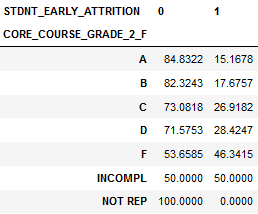 STDNT_EARLY_ATTRITION 0 1
CORE_COURSE_GRADE_2_F
A 84.8322 15.1678
B 82.3243 17.6757
C 73.0818 26.9182
D 71.5753 28.4247
F 53.6585 46.3415
INCOMPL 50.0000 50.0000
NOT REP 100.0000 0.0000